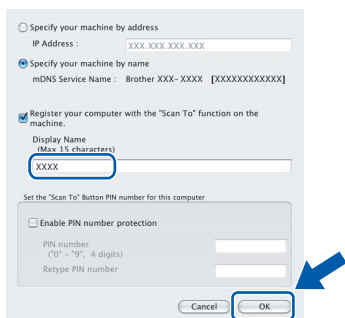 Specify your machine by address
IP Address :
XXX.XXX.XXX.XXX
Specify your machine by name
mDNS Service Name : Brother XXX-XXXX [XXXXXXXXXXXX]
Register your computer with the "Scan To" function on the
machine.
Display Name
(Max 15 characters)
XXXX
Set the "Scan To" Button PIN number for this computer
Enable PIN number protection
PIN number
("0" - "9", 4 digits)
Retype PIN number
Cancel OK